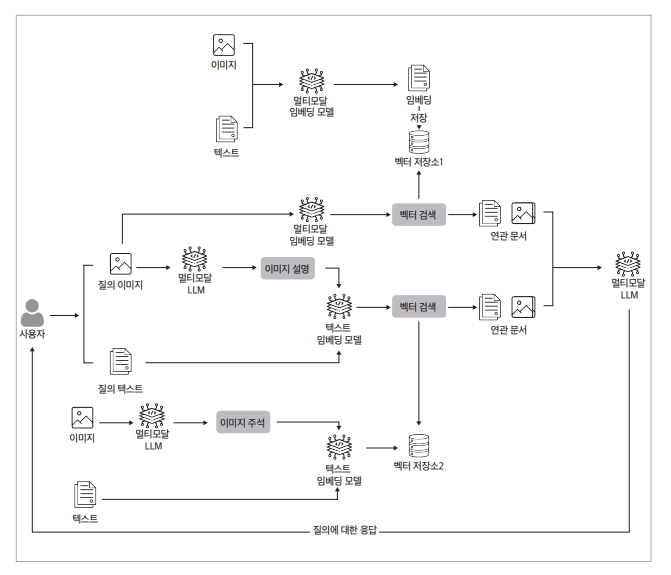 이미지
멀티모달
임베딩 모델
임베딩
저장
텍스트
벡터 저장소1
멀티모달
임베딩 모델
벡터 검색
연관 문서
질의 이미지
멀티모달
LLM
이미지 설명
멀티모달
LLM
사용자
텍스트
임베딩 모델
벡터 검색
연관 문서
질의 텍스트
이미지
멀티모달
LLM
이미지 주석
텍스트
임베딩 모델
벡터 저장소2
텍스트
질의에 대한 응답